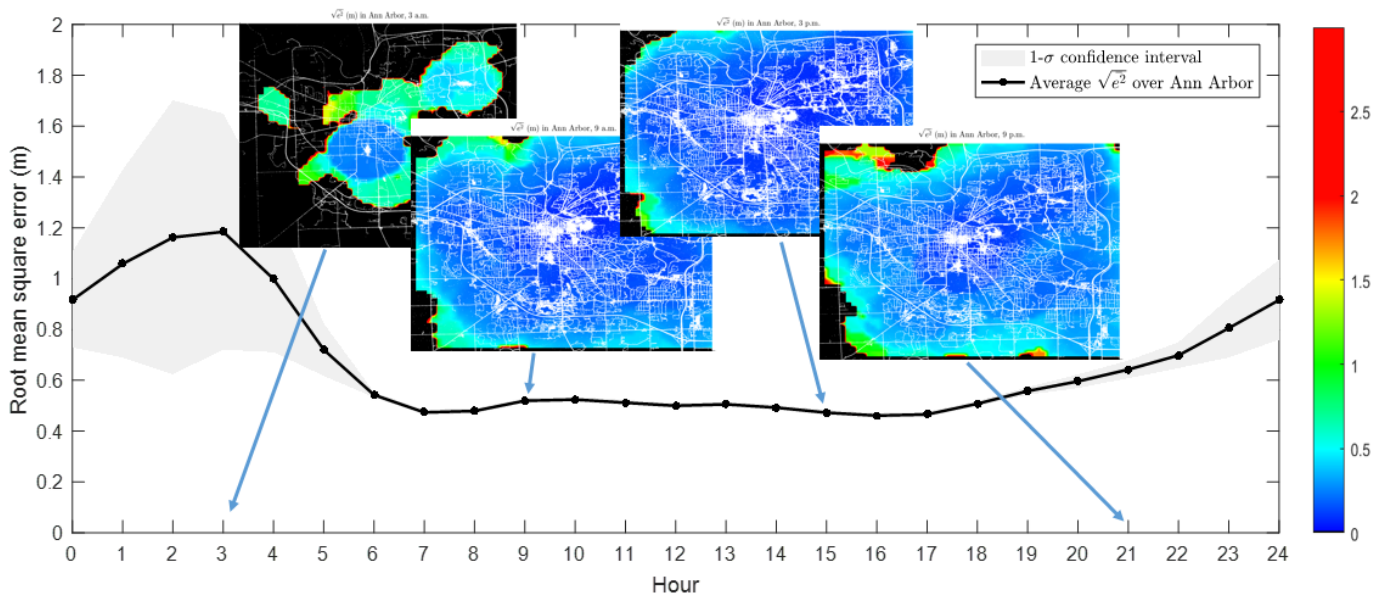 √e² (m) in Ann Arbor, 3 a.m.
√e² (m) in Ann Arbor, 3 p.m.
√e² (m) in Ann Arbor, 9 a.m.
√e² (m) in Ann Arbor, 9 p.m.
1-σ confidence interval
Average √e² over Ann Arbor
Root mean square error (m)
2
1.8
1.6
1.4
1.2
1
0.8
0.6
0.4
0.2
0
0 1 2 3 4 5 6 7 8 9 10 11 12 13 14 15 16 17 18 19 20 21 22 23 24
Hour
2.5
2
1.5
1
0.5
0